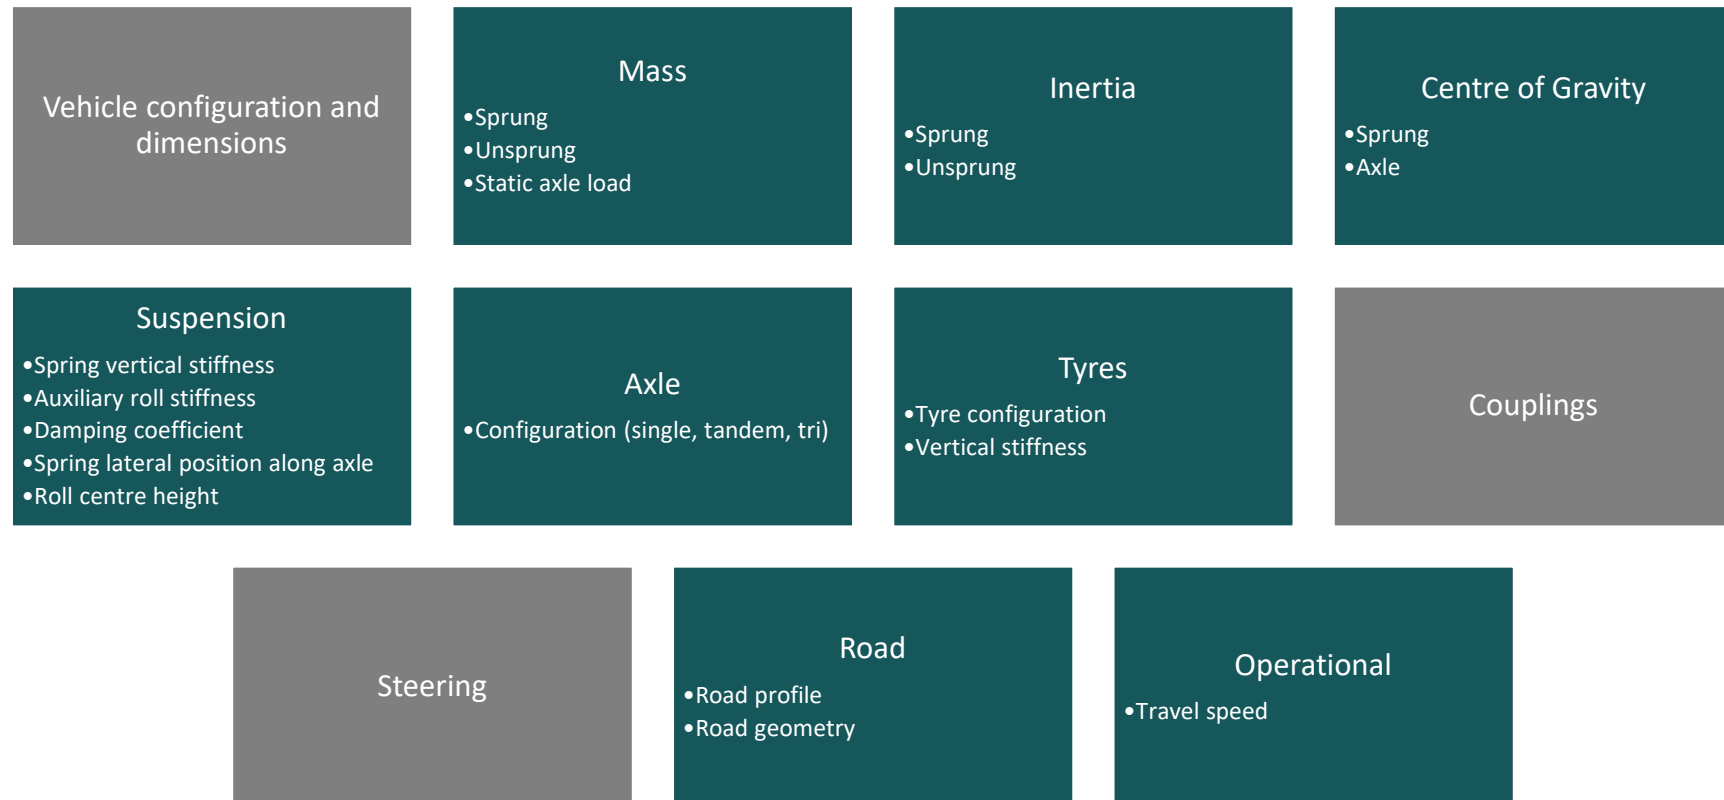 Vehicle configuration and
dimensions
Mass
•Sprung
•Unsprung
•Static axle load
Inertia
•Sprung
•Unsprung
Centre of Gravity
•Sprung
•Axle
Suspension
•Spring vertical stiffness
•Auxiliary roll stiffness
•Damping coefficient
•Spring lateral position along axle
•Roll centre height
Axle
•Configuration (single, tandem, tri)
Tyres
•Tyre configuration
•Vertical stiffness
Couplings
Steering
Road
•Road profile
•Road geometry
Operational
•Travel speed